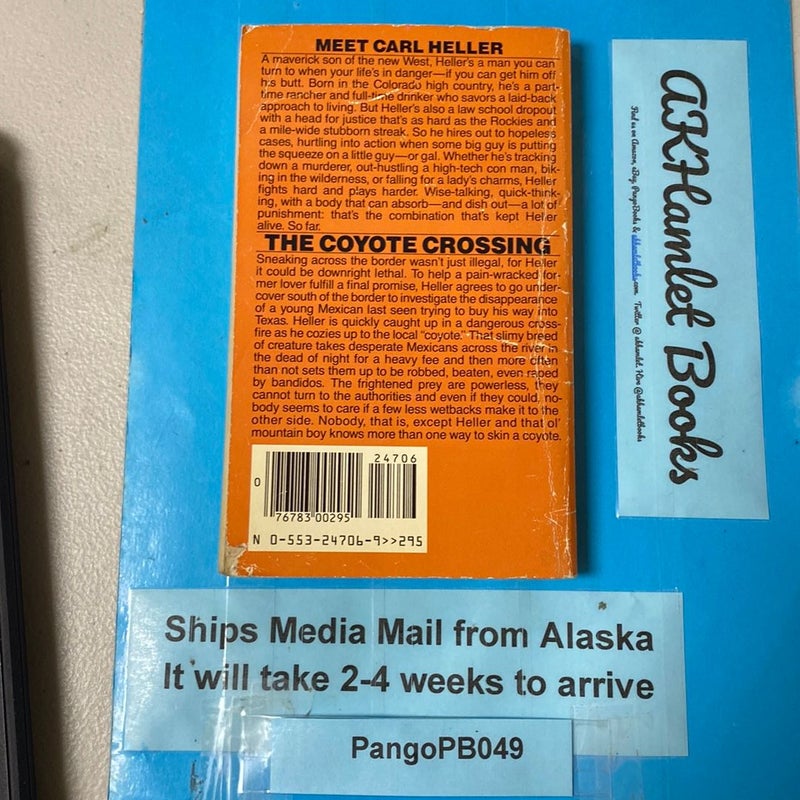 MEET CARL HELLER
A maverick son of the new West, Heller's a man you can
turn to when your life's in danger—if you can get him off
his butt. Born in the Colorado high country, he's a part-
time rancher and full-time drinker who savors a laid-back
approach to living. But Heller's also a law school dropout
with a head for justice that's as hard as the Rockies and
a mile-wide stubborn streak. So he hires out to hopeless
cases, hurtling into action when some big guy is putting
the squeeze on a little guy—or gal. Whether he's tracking
down a murderer, out-hustling a high-tech con man, bik-
ing in the wilderness, or falling for a lady's charms, Heller
fights hard and plays harder. Wise-talking, quick-think-
ing, with a body that can absorb—and dish out—a lot of
punishment: that's the combination that's kept Heller
alive. So far.
THE COYOTE CROSSING
Sneaking across the border wasn't just illegal, for Heller
it could be downright lethal. To help a pain-wracked for-
mer lover fulfill a final promise, Heller agrees to go under-
cover south of the border to investigate the disappearance
of a young Mexican last seen trying to buy his way into
Texas. Heller is quickly caught up in a dangerous cross-
fire as he cozies up to the local "coyote." That slimy breed
of creature takes desperate Mexicans across the river in
the dead of night for a heavy fee and then more often
than not sets them up to be robbed, beaten, even raped
by bandidos. The frightened prey are powerless, they
cannot turn to the authorities and even if they could, no-
body seems to care if a few less wetbacks make it to the
other side. Nobody, that is, except Heller and that ol'
mountain boy knows more than one way to skin a coyote.
24706
0
76783 00295
N 0-553-24706-9>>295
AKHamlet Books
Find us on Amazon, eBay, PangoBooks & akhamletbooks.com. Twitter @ akhamlet. Hive @akhamletbooks
Ships Media Mail from Alaska
It will take 2-4 weeks to arrive
PangoPB049